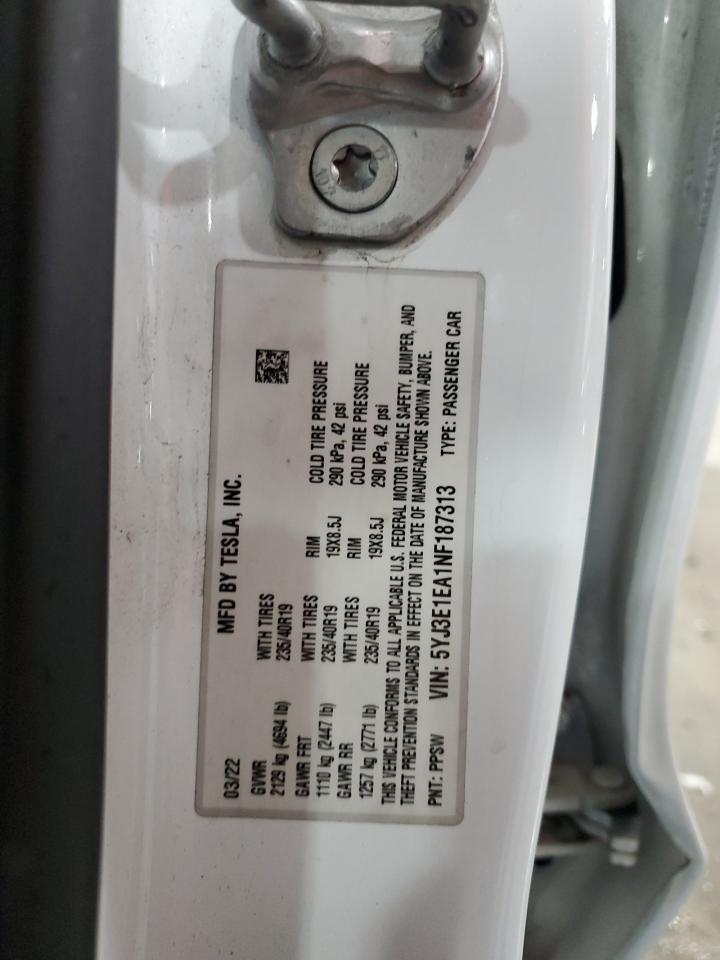 MFD BY TESLA, INC.
03/22
GVWR WITH TIRES
2129 kg (4694 lb) 235/40R19
GAWR FRT WITH TIRES RIM COLD TIRE PRESSURE
1110 kg (2447 lb) 235/40R19 19X8.5J 290 kPa, 42 psi
GAWR RR WITH TIRES RIM COLD TIRE PRESSURE
1257 kg (2771 lb) 235/40R19 19X8.5J 290 kPa, 42 psi
THIS VEHICLE CONFORMS TO ALL APPLICABLE U.S. FEDERAL MOTOR VEHICLE SAFETY, BUMPER, AND
THEFT PREVENTION STANDARDS IN EFFECT ON THE DATE OF MANUFACTURE SHOWN ABOVE.
PNT: PPSW VIN: 5YJ3E1EA1NF187313 TYPE: PASSENGER CAR